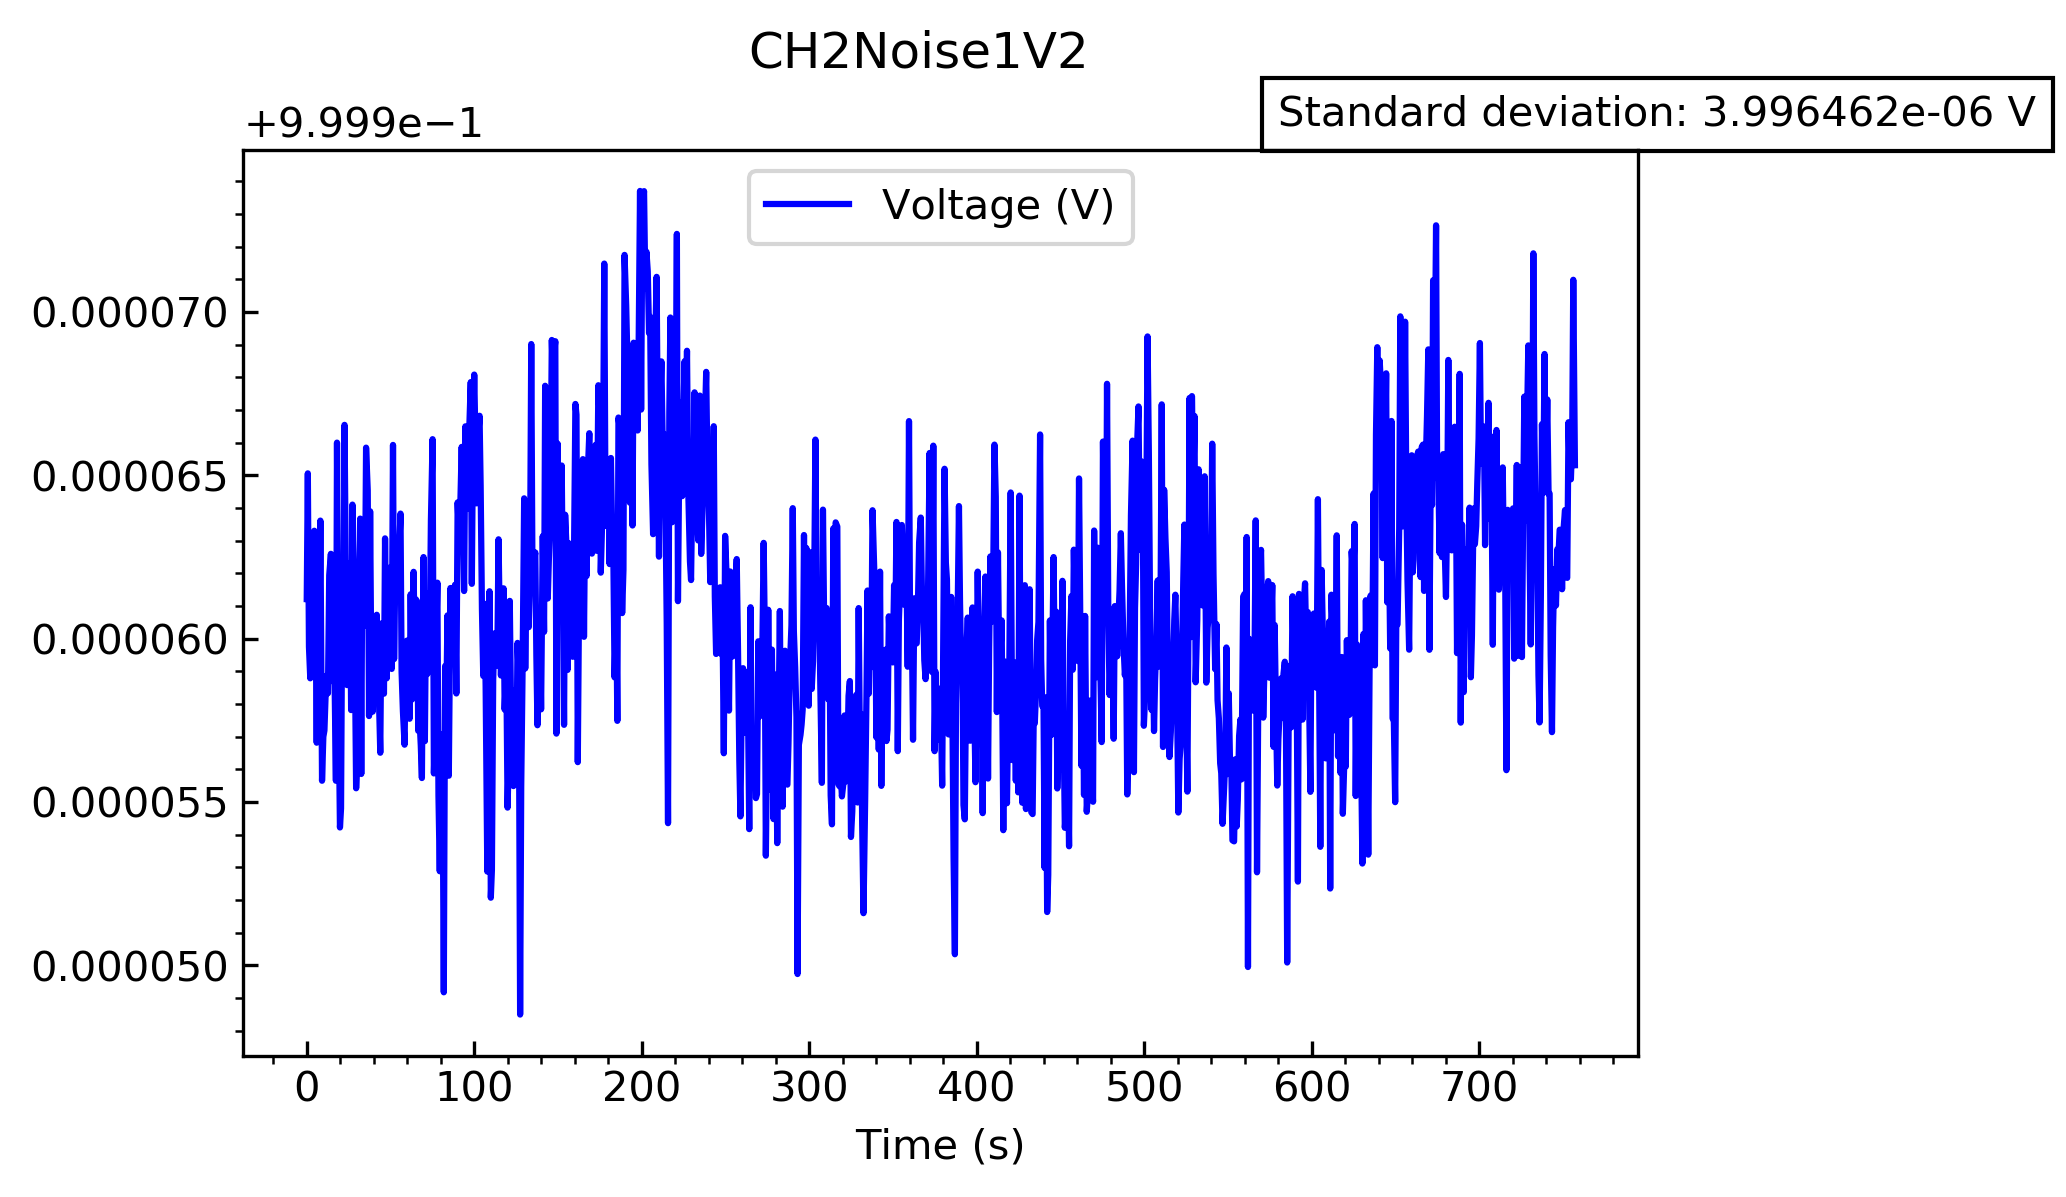 CH2Noise1V2
Standard deviation: 3.996462e-06 V
+9.999e−1
Voltage (V)
0.000070
0.000065
0.000060
0.000055
0.000050
0 100 200 300 400 500 600 700
Time (s)